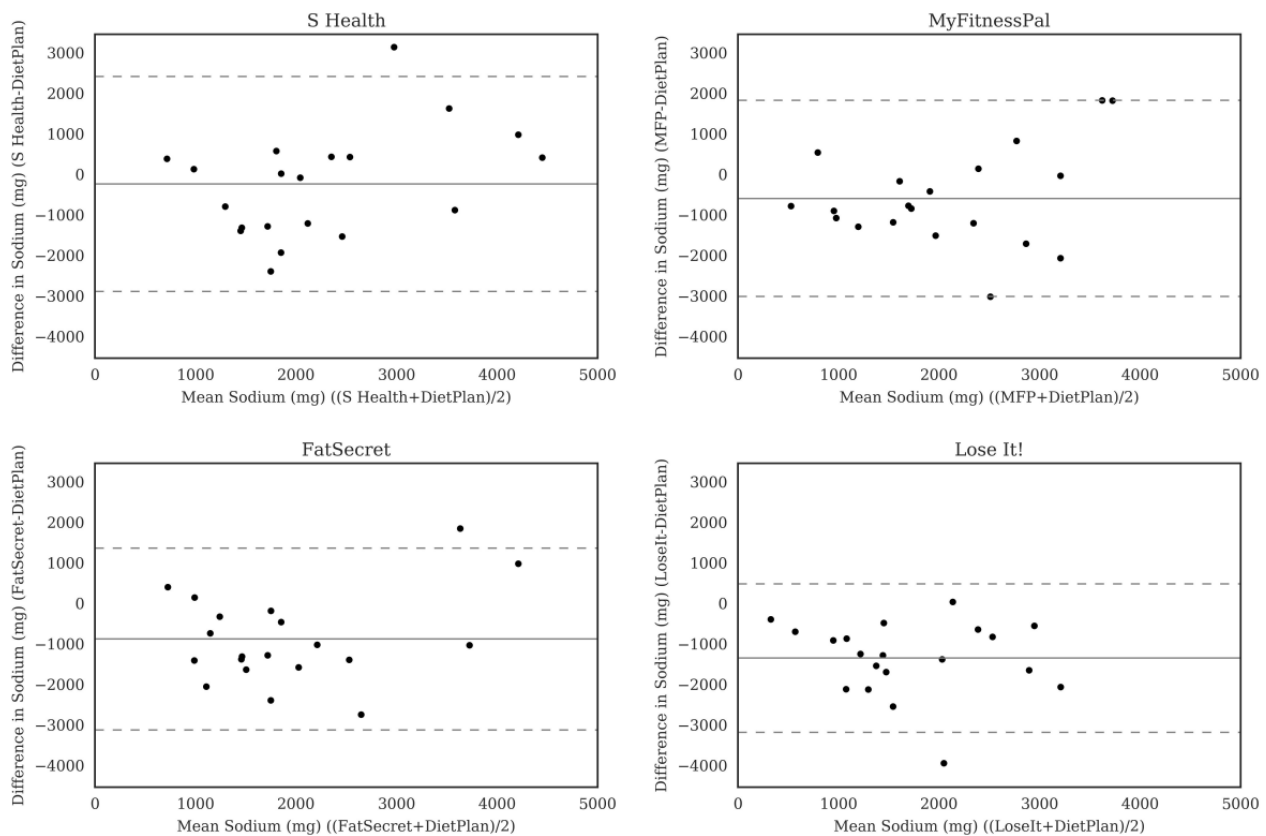 S Health
Difference in Sodium (mg) (S Health-DietPlan)
3000
2000
1000
0
−1000
−2000
−3000
−4000
0 1000 2000 3000 4000 5000
Mean Sodium (mg) ((S Health+DietPlan)/2)
MyFitnessPal
Difference in Sodium (mg) (MFP-DietPlan)
3000
2000
1000
0
−1000
−2000
−3000
−4000
0 1000 2000 3000 4000 5000
Mean Sodium (mg) ((MFP+DietPlan)/2)
FatSecret
Difference in Sodium (mg) (FatSecret-DietPlan)
3000
2000
1000
0
−1000
−2000
−3000
−4000
0 1000 2000 3000 4000 5000
Mean Sodium (mg) ((FatSecret+DietPlan)/2)
Lose It!
Difference in Sodium (mg) (LoseIt-DietPlan)
3000
2000
1000
0
−1000
−2000
−3000
−4000
0 1000 2000 3000 4000 5000
Mean Sodium (mg) ((LoseIt+DietPlan)/2)